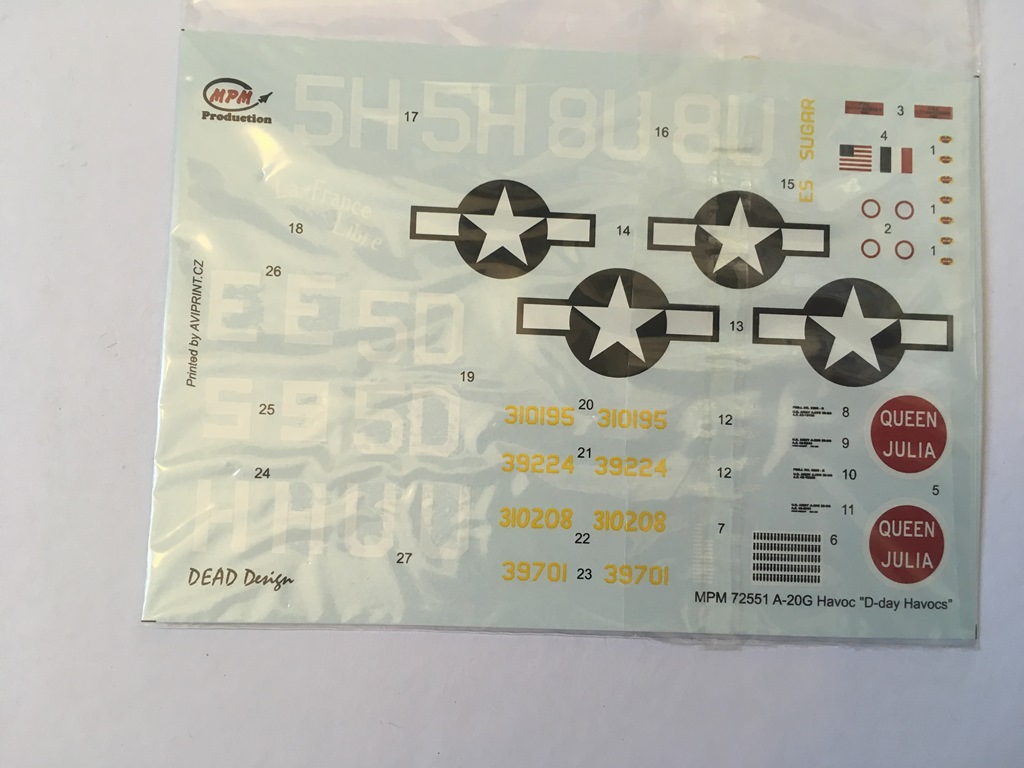 MPM
Production
5H 5H 8U 8U
17
16
ES SUGAR
3
4
1
15
2
1
1
La France
Libre
18
14
26
13
Printed by AVIPRINT.CZ
E E 5D
19
S S 5D
25
24
H H U U
27
20
310195 310195
12
21
39224 39224
12
310208 310208
22
39701 23 39701
8
9
10
11
QUEEN
JULIA
5
QUEEN
JULIA
7
6
DEAD Design
MPM 72551 A-20G Havoc "D-day Havocs"